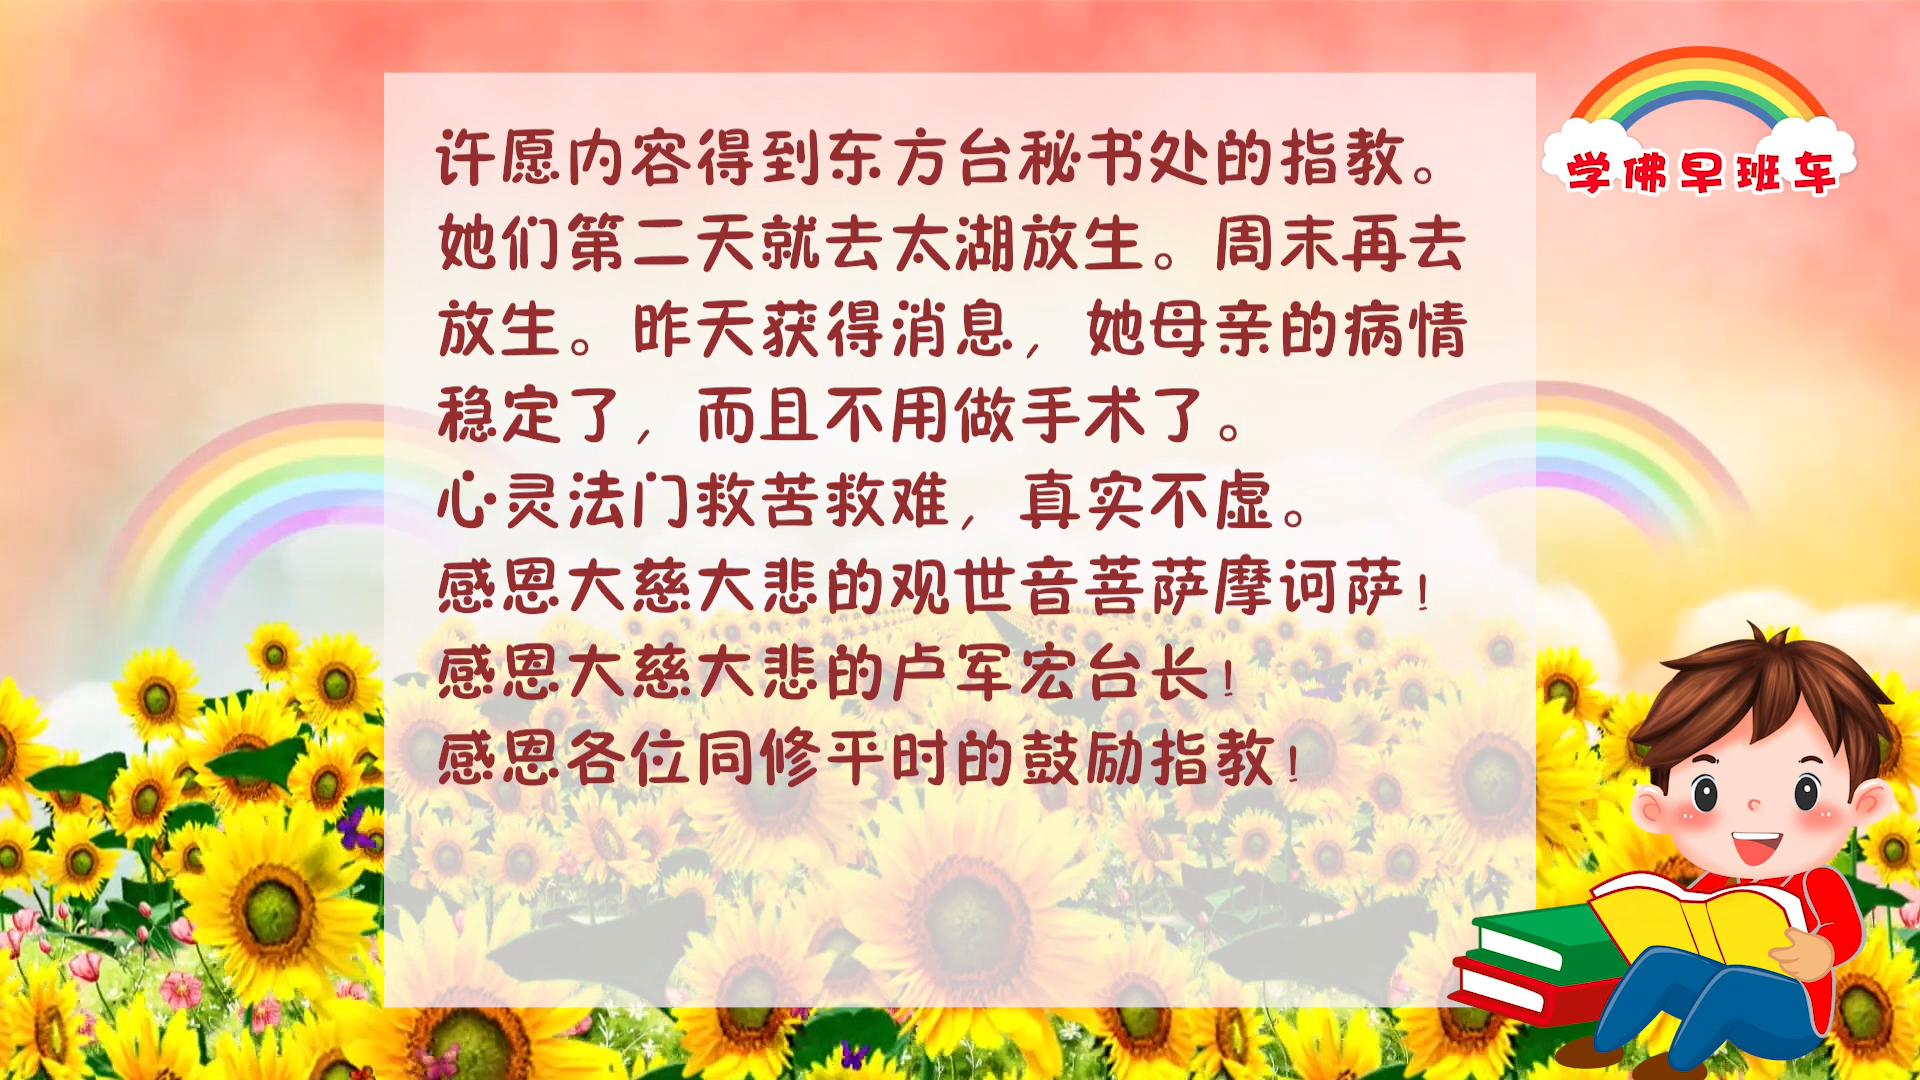 许愿内容得到东方台秘书处的指教。
她们第二天就去太湖放生。周末再去
放生。昨天获得消息，她母亲的病情
稳定了，而且不用做手术了。
心灵法门救苦救难，真实不虚。
感恩大慈大悲的观世音菩萨摩诃萨！
感恩大慈大悲的卢军宏台长！
感恩各位同修平时的鼓励指教！
学佛早班车